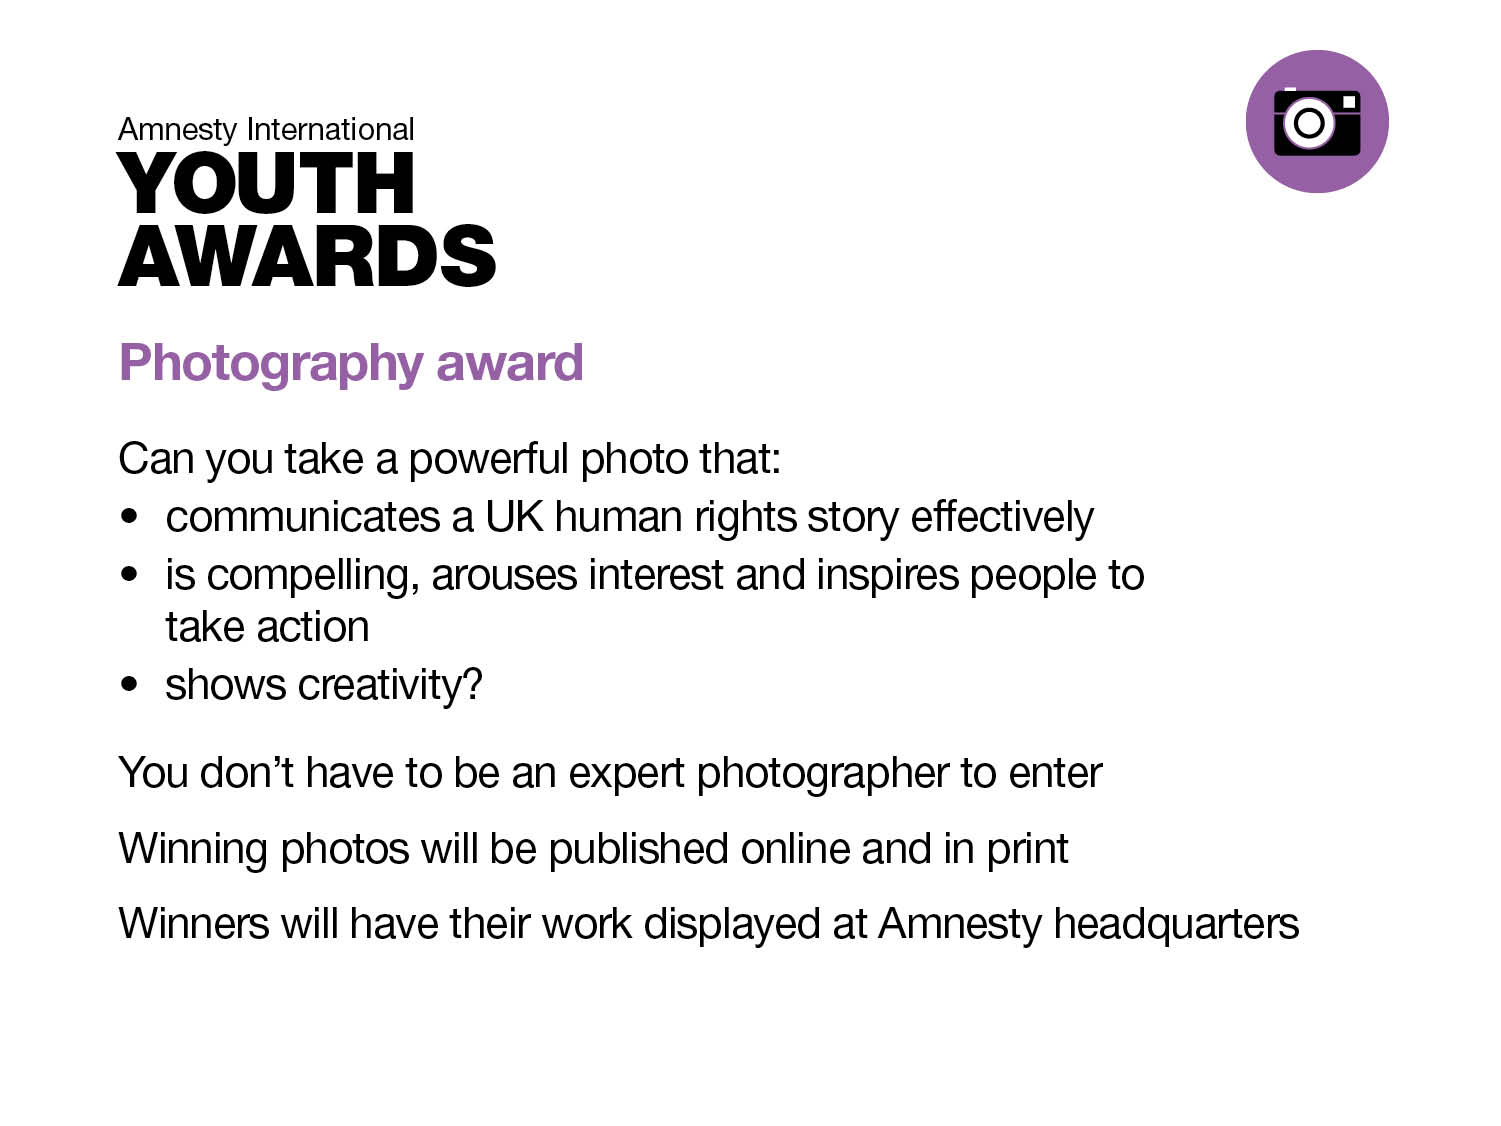 Amnesty International
YOUTH
AWARDS
Photography award
Can you take a powerful photo that:
• communicates a UK human rights story effectively
• is compelling, arouses interest and inspires people to
take action
• shows creativity?
You don’t have to be an expert photographer to enter
Winning photos will be published online and in print
Winners will have their work displayed at Amnesty headquarters